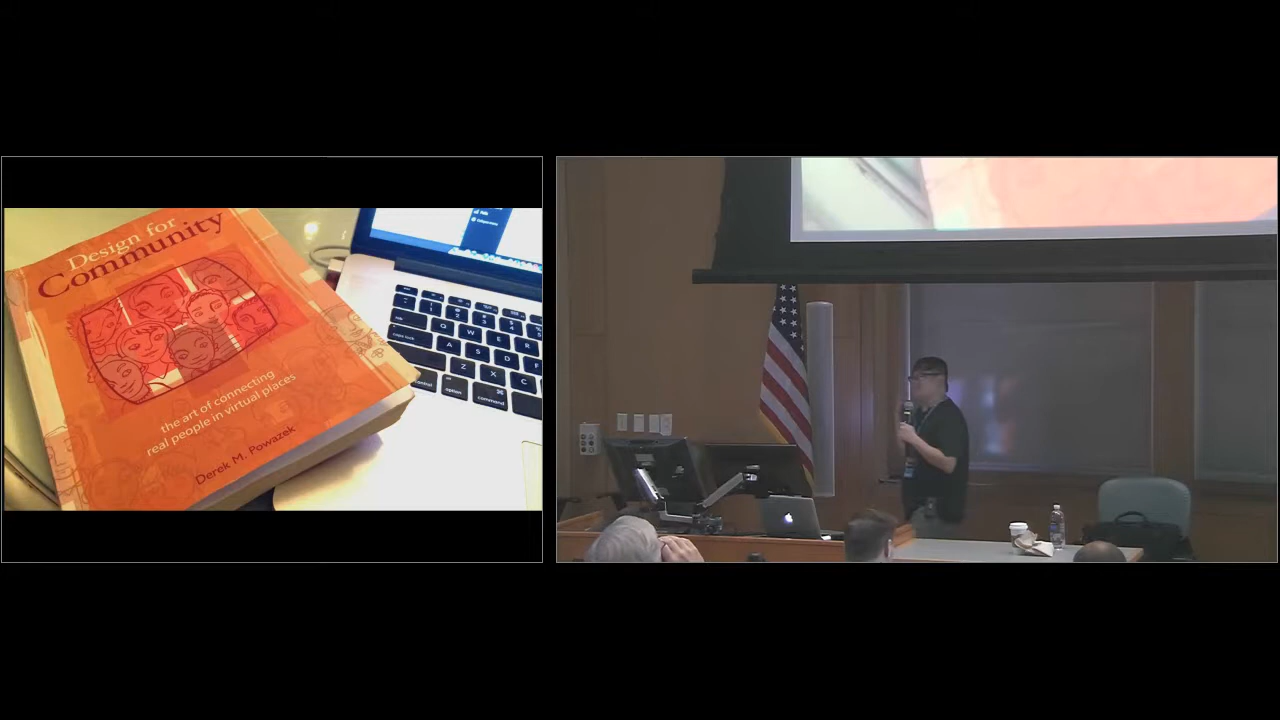 Design for
Community
the art of connecting
real people in virtual places
Derek M. Powazek
Q
W
E
R
A
S
D
F
Z
X
C
caps lock
control
option
command